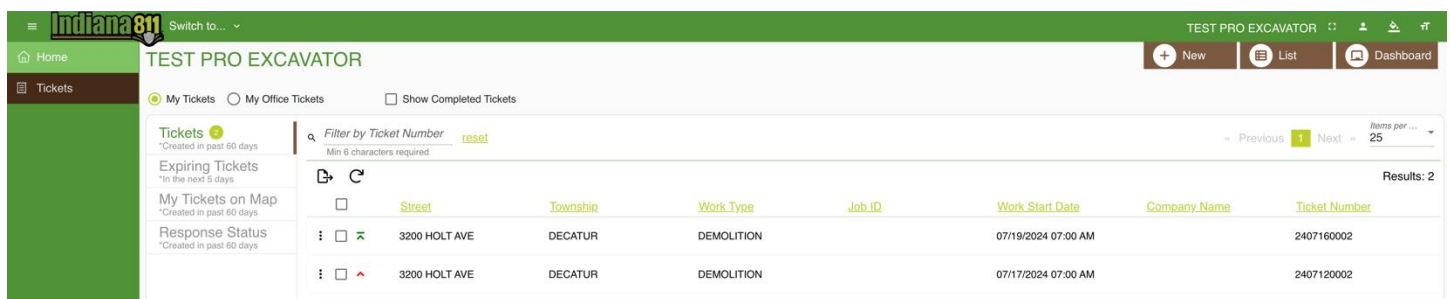 Indiana 811 Switch to... TEST PRO EXCAVATOR
Home
Tickets
TEST PRO EXCAVATOR
New List Dashboard
My Tickets My Office Tickets Show Completed Tickets
Tickets 2
*Created in past 60 days
Expiring Tickets
*In the next 5 days
My Tickets on Map
*Created in past 60 days
Response Status
*Created in past 60 days
Filter by Ticket Number reset
Min 6 characters required
« Previous 1 Next »
Items per ...
25
Results: 2
Street Township Work Type Job ID Work Start Date Company Name Ticket Number
3200 HOLT AVE DECATUR DEMOLITION 07/19/2024 07:00 AM 2407160002
3200 HOLT AVE DECATUR DEMOLITION 07/17/2024 07:00 AM 2407120002